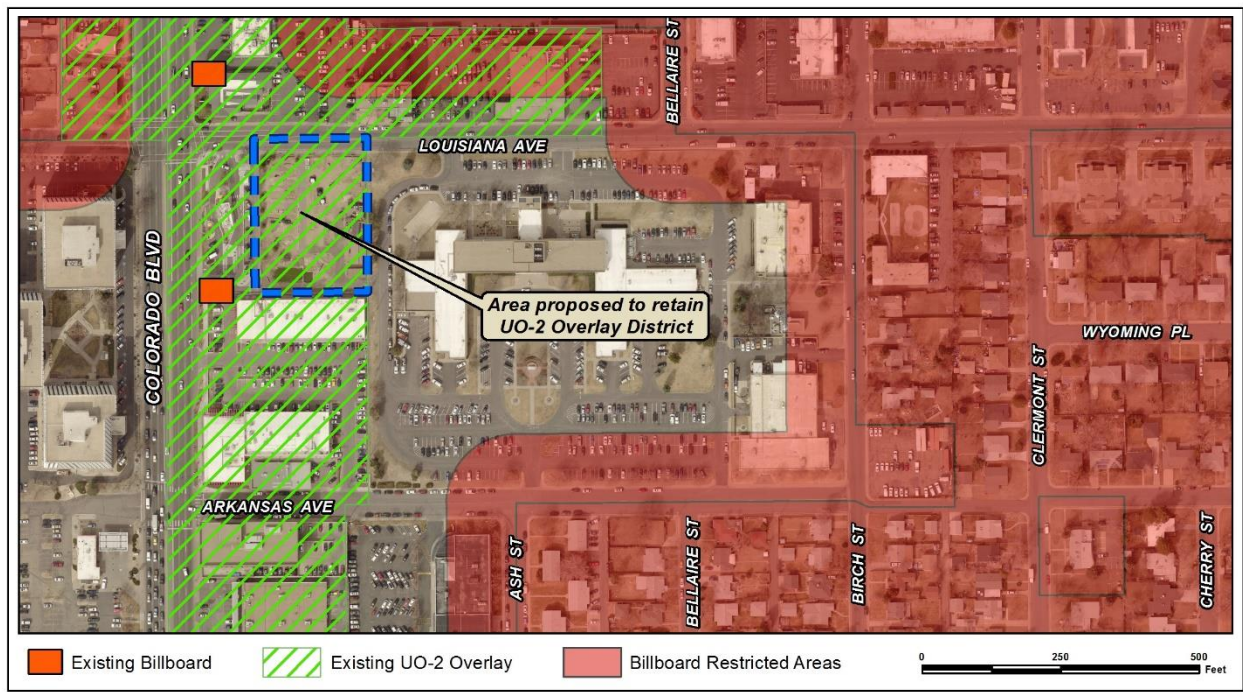 BELLAIRE ST
LOUISIANA AVE
COLORADO BLVD
Area proposed to retain
UO-2 Overlay District
WYOMING PL
CLERMONT ST
ARKANSAS AVE
ASH ST
BELLAIRE ST
BIRCH ST
CHERRY ST
Existing Billboard
Existing UO-2 Overlay
Billboard Restricted Areas
0 250 500
Feet